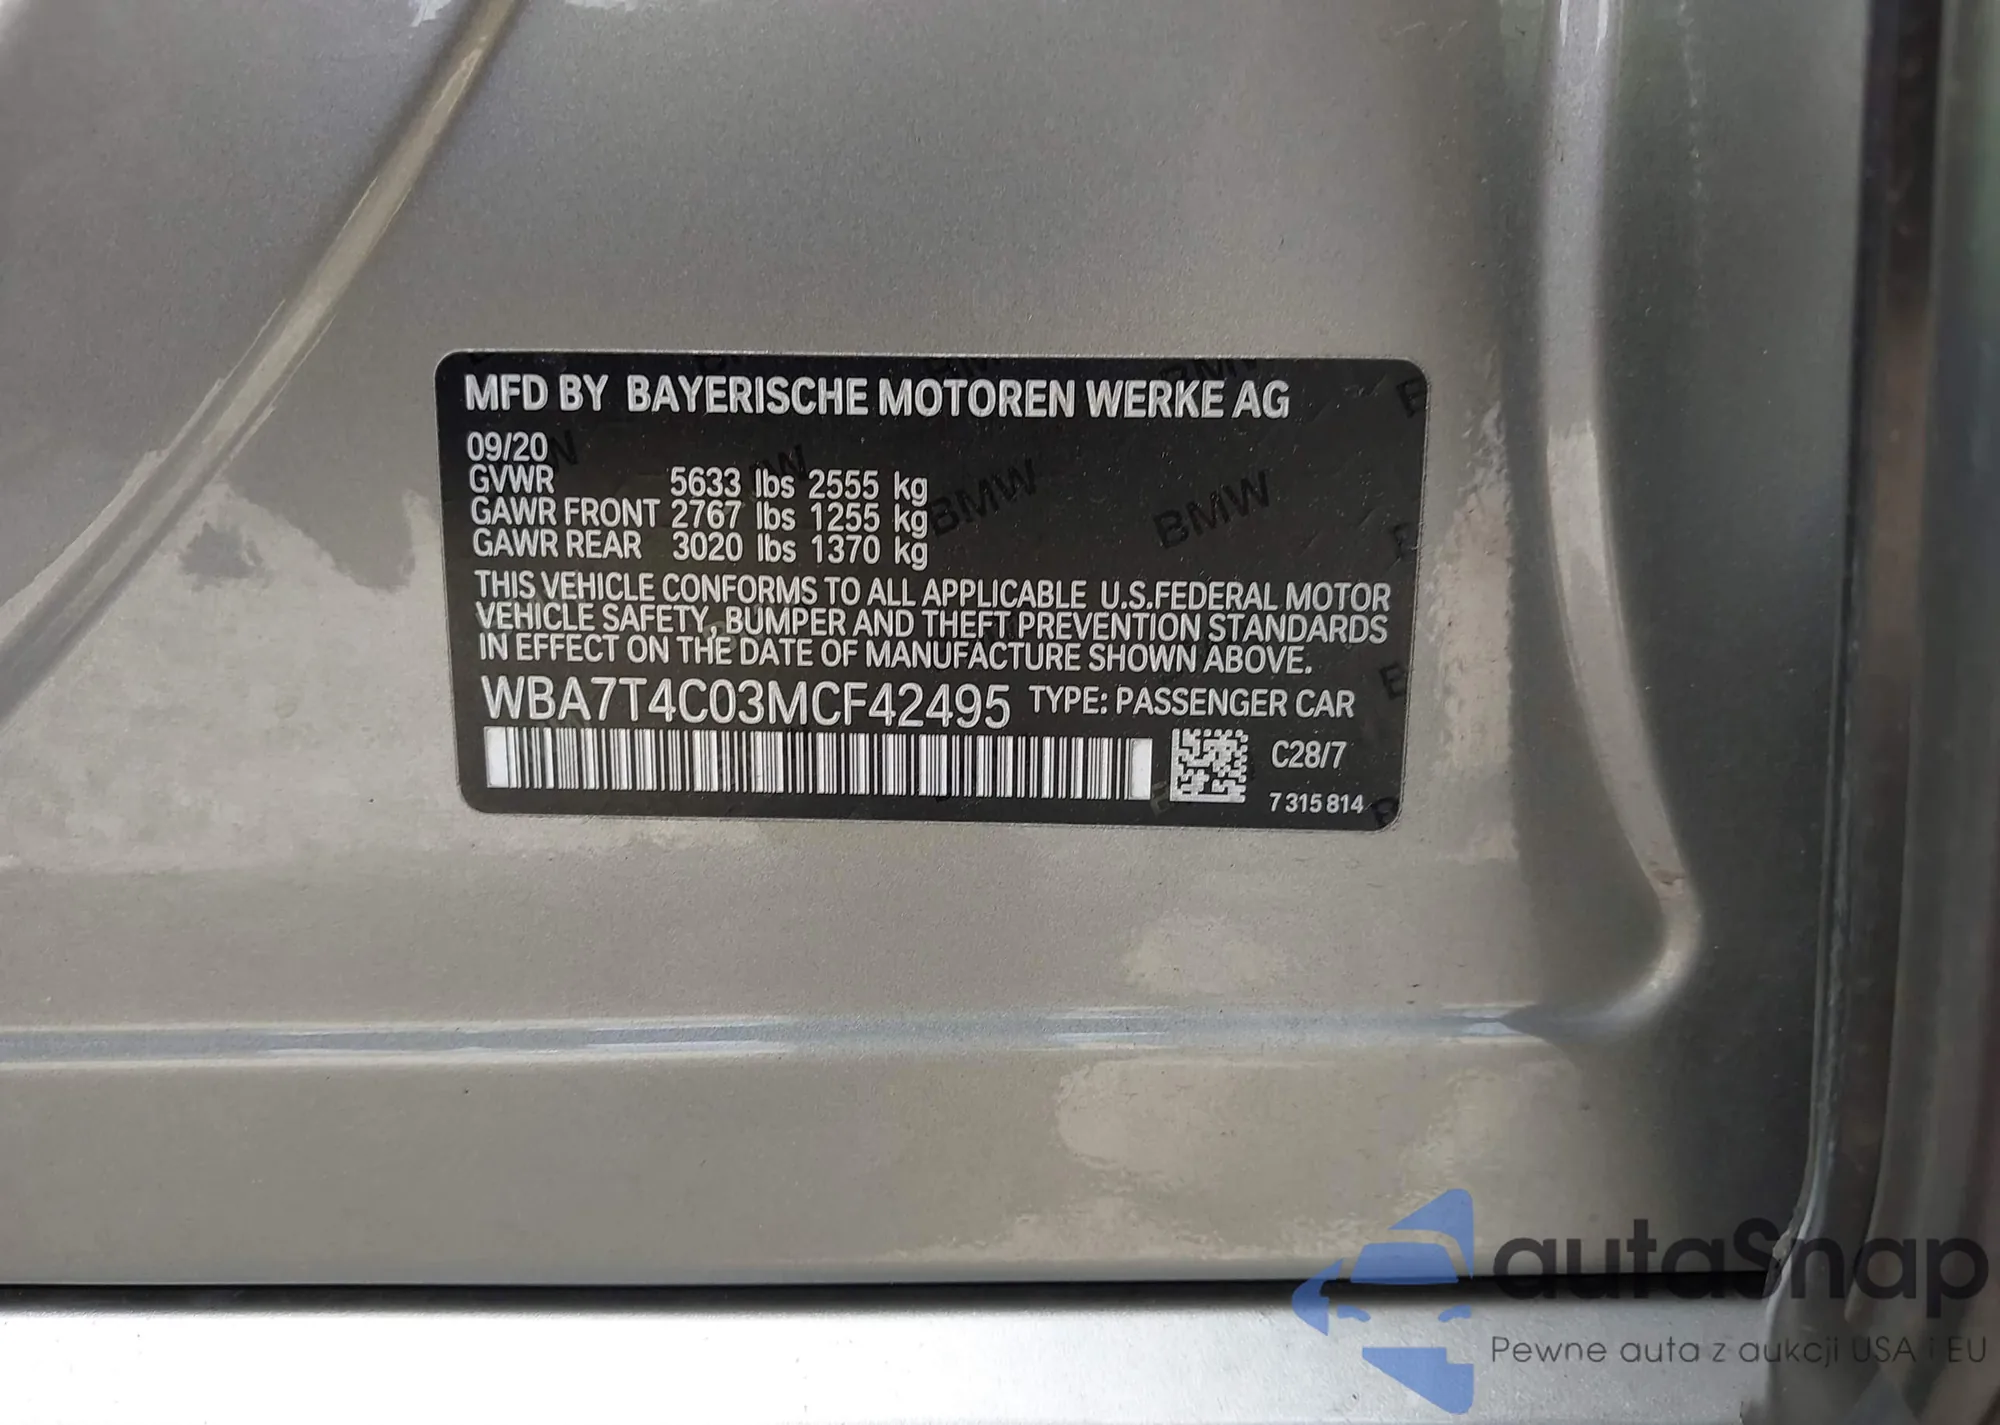 MFD BY BAYERISCHE MOTOREN WERKE AG
09/20
GVWR 5633 lbs 2555 kg
GAWR FRONT 2767 lbs 1255 kg
GAWR REAR 3020 lbs 1370 kg
THIS VEHICLE CONFORMS TO ALL APPLICABLE U.S.FEDERAL MOTOR
VEHICLE SAFETY, BUMPER AND THEFT PREVENTION STANDARDS
IN EFFECT ON THE DATE OF MANUFACTURE SHOWN ABOVE.
WBA7T4C03MCF42495 TYPE: PASSENGER CAR
C28/7
7 315 814
BMW BMW
autaSnap
Pewne auta z aukcji USA i EU